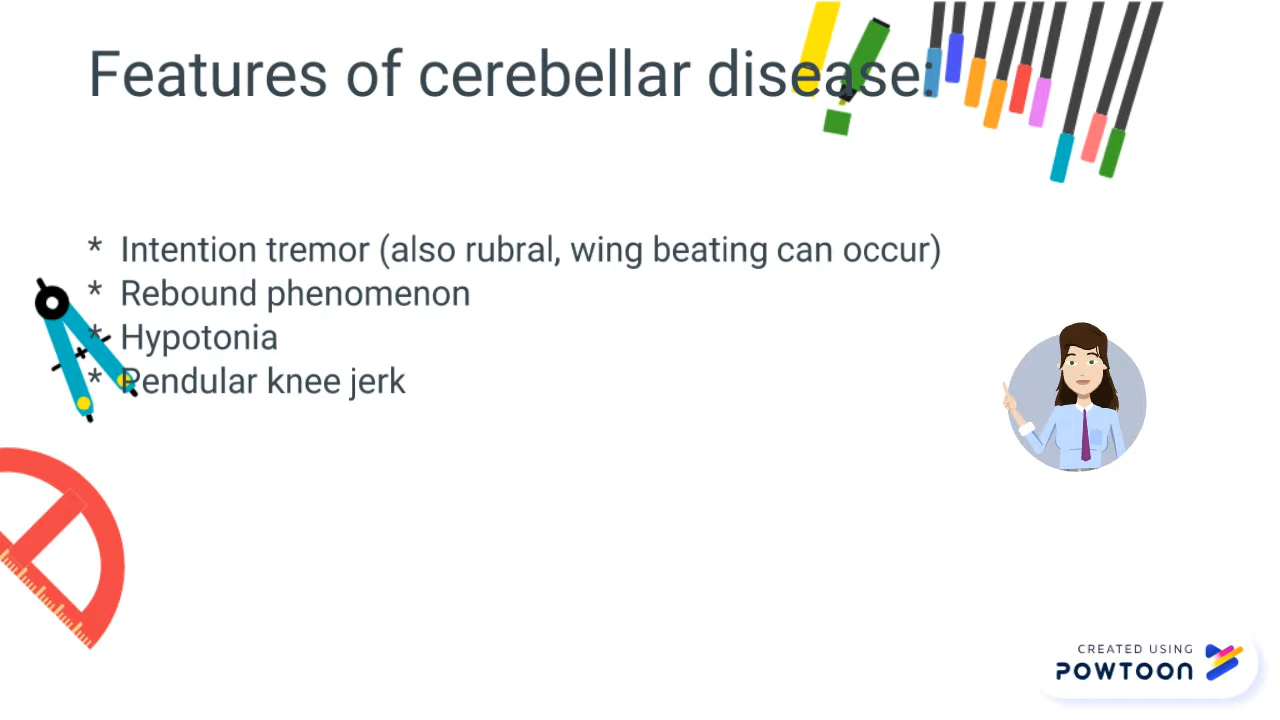 Features of cerebellar disease:
* Intention tremor (also rubral, wing beating can occur)
* Rebound phenomenon
* Hypotonia
* Pendular knee jerk
CREATED USING
POWTOON